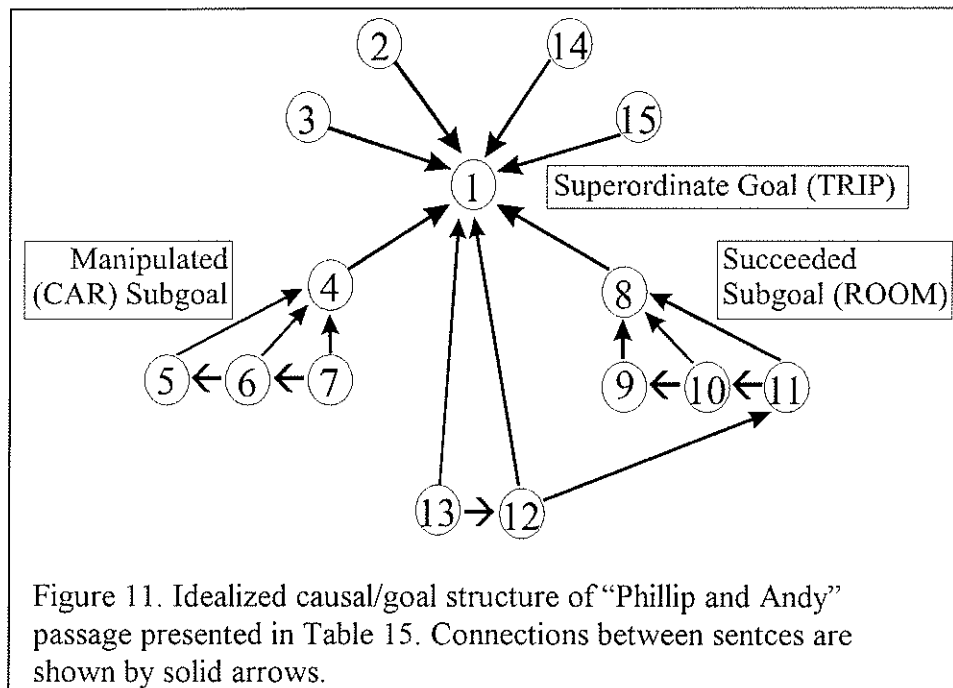 2
14
3
15
1
Superordinate Goal (TRIP)
Manipulated
(CAR) Subgoal
4
8
Succeeded
Subgoal (ROOM)
5
6
7
9
10
11
13
12
Figure 11. Idealized causal/goal structure of “Phillip and Andy”
passage presented in Table 15. Connections between sentces are
shown by solid arrows.